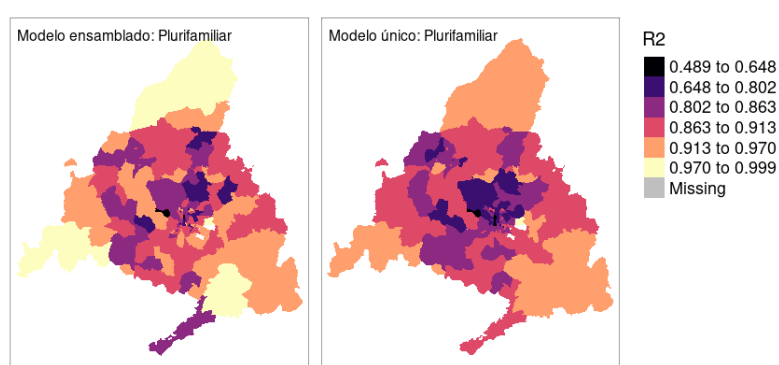 Modelo ensamblado: Plurifamiliar
Modelo único: Plurifamiliar
R2
0.489 to 0.648
0.648 to 0.802
0.802 to 0.863
0.863 to 0.913
0.913 to 0.970
0.970 to 0.999
Missing